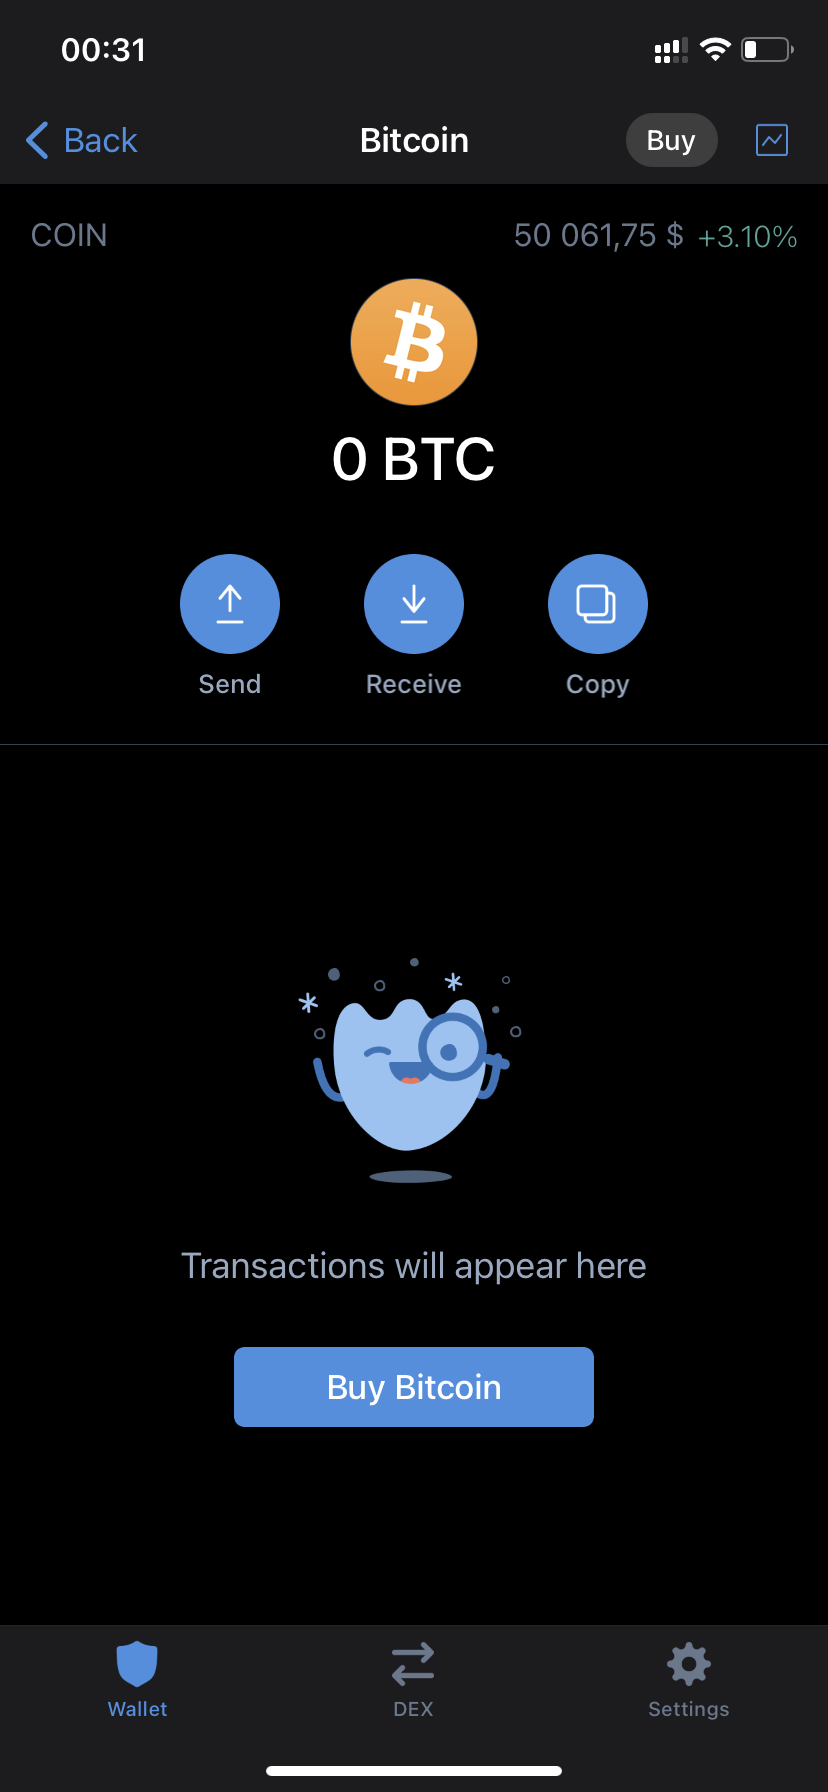 00:31
Back
Bitcoin
Buy
COIN
50 061,75 $ +3.10%
0 BTC
Send
Receive
Copy
Transactions will appear here
Buy Bitcoin
Wallet
DEX
Settings